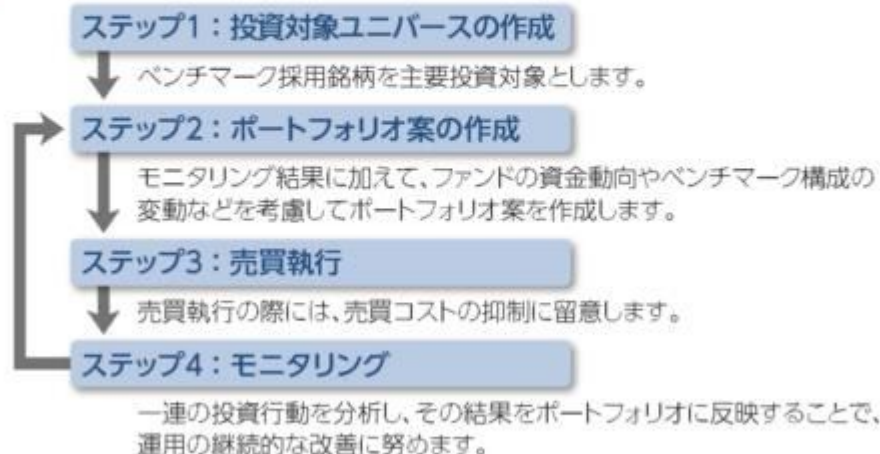 ステップ1：投資対象ユニバースの作成
ベンチマーク採用銘柄を主要投資対象とします。
ステップ2：ポートフォリオ案の作成
モニタリング結果に加えて、ファンドの資金動向やベンチマーク構成の
変動などを考慮してポートフォリオ案を作成します。
ステップ3：売買執行
売買執行の際には、売買コストの抑制に留意します。
ステップ4：モニタリング
一連の投資行動を分析し、その結果をポートフォリオに反映することで、
運用の継続的な改善に努めます。